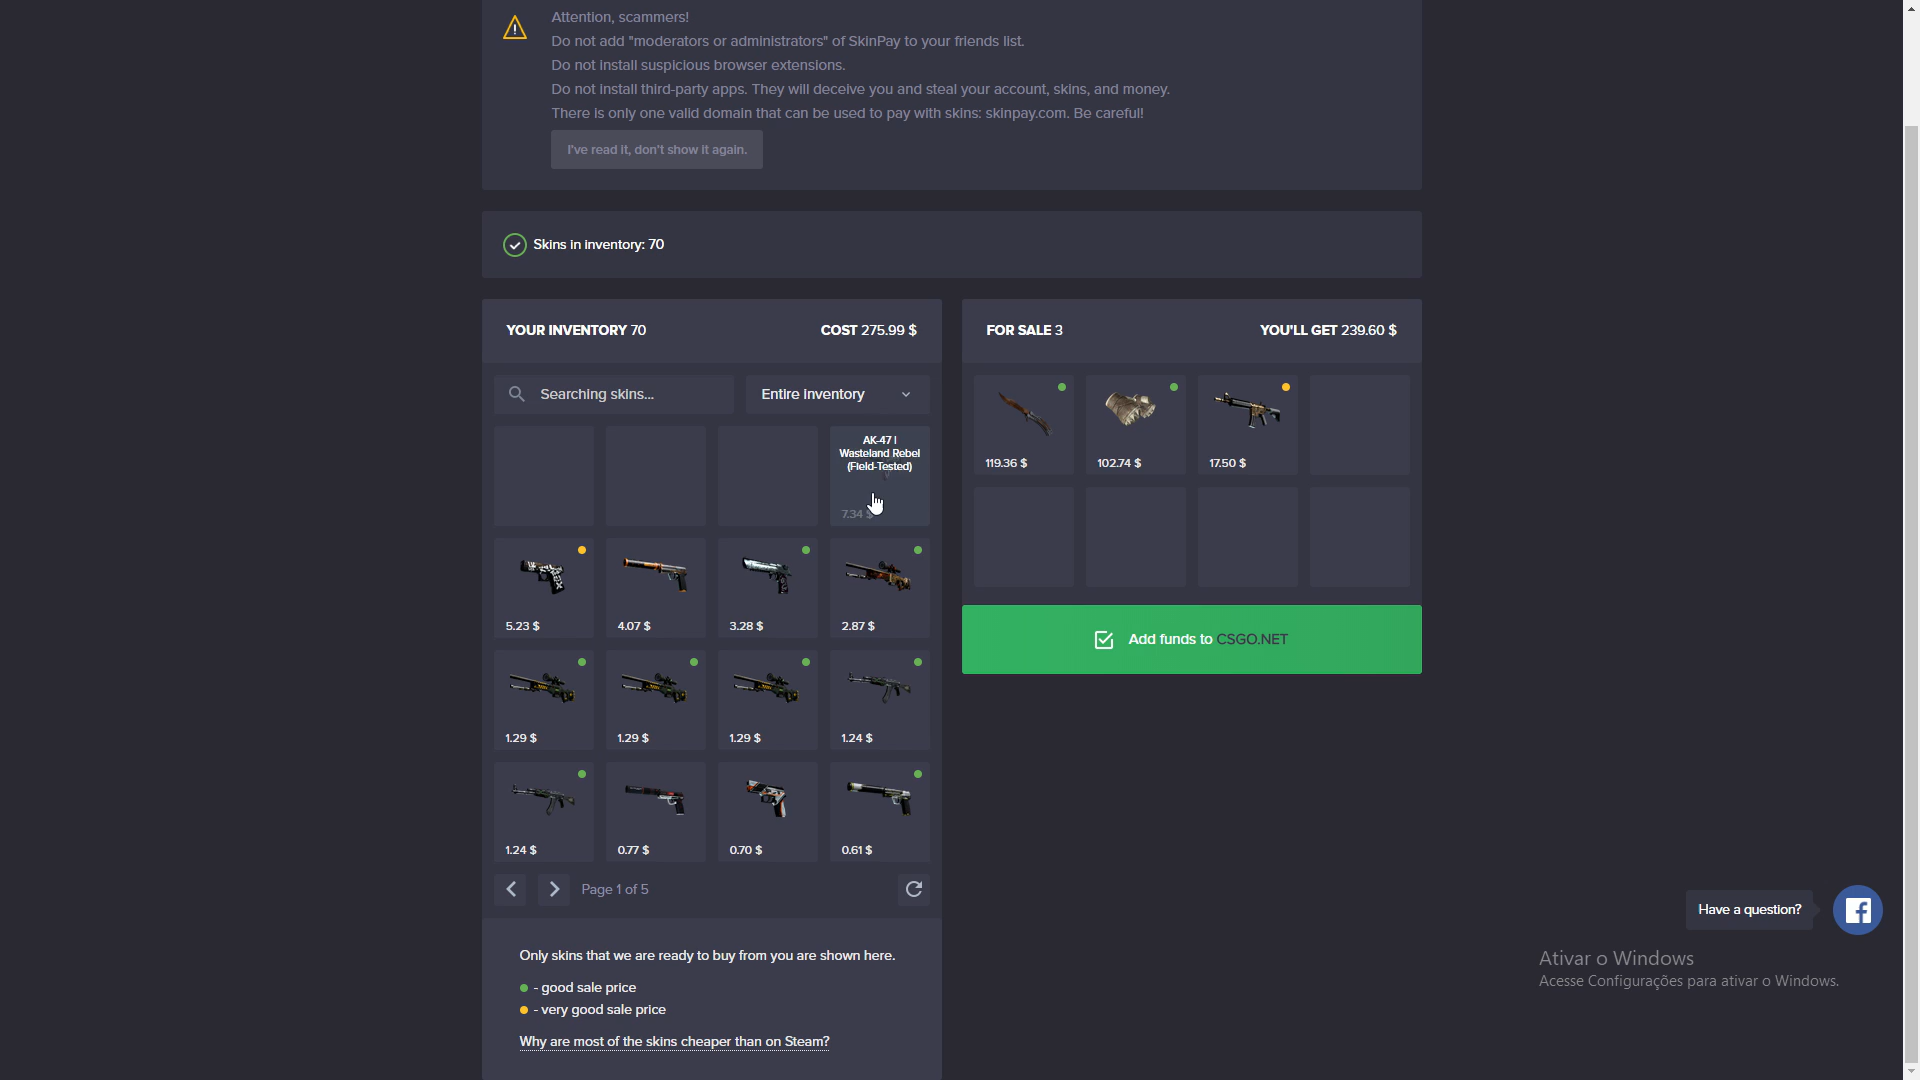 Attention, scammers!
Do not add "moderators or administrators" of SkinPay to your friends list.
Do not install suspicious browser extensions.
Do not install third-party apps. They will deceive you and steal your account, skins, and money.
There is only one valid domain that can be used to pay with skins: skinpay.com. Be careful!
I've read it, don't show it again.
Skins in inventory: 70
YOUR INVENTORY 70
COST 275.99 $
Searching skins...
Entire inventory
AK-47 |
Wasteland Rebel
(Field-Tested)
7.34 $
5.23 $
4.07 $
3.28 $
2.87 $
1.29 $
1.29 $
1.29 $
1.24 $
1.24 $
0.77 $
0.70 $
0.61 $
Page 1 of 5
Only skins that we are ready to buy from you are shown here.
- good sale price
- very good sale price
Why are most of the skins cheaper than on Steam?
FOR SALE 3
YOU'LL GET 239.60 $
119.36 $
102.74 $
17.50 $
Add funds to CSGO.NET
Have a question?
Ativar o Windows
Acesse Configurações para ativar o Windows.